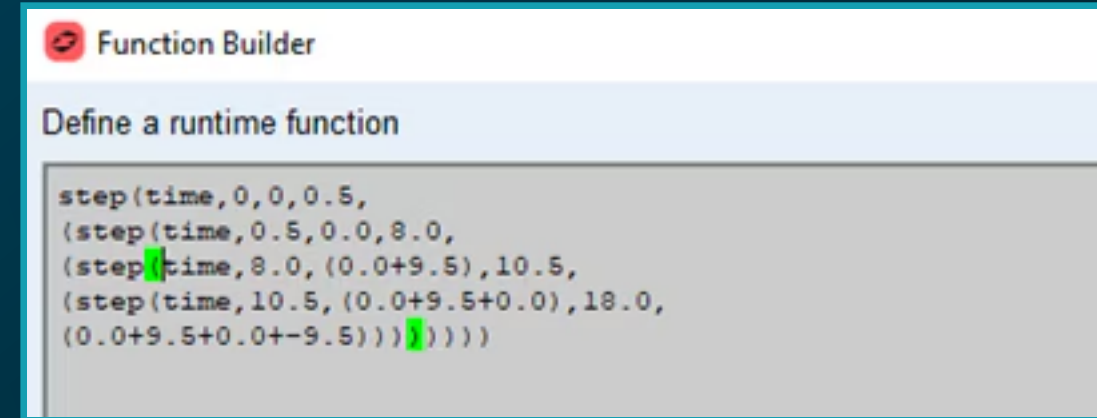 Function Builder
Define a runtime function
step(time,0,0,0.5,
(step(time,0.5,0.0,8.0,
(step(time,8.0,(0.0+9.5),10.5,
(step(time,10.5,(0.0+9.5+0.0),18.0,
(0.0+9.5+0.0+-9.5))))))))